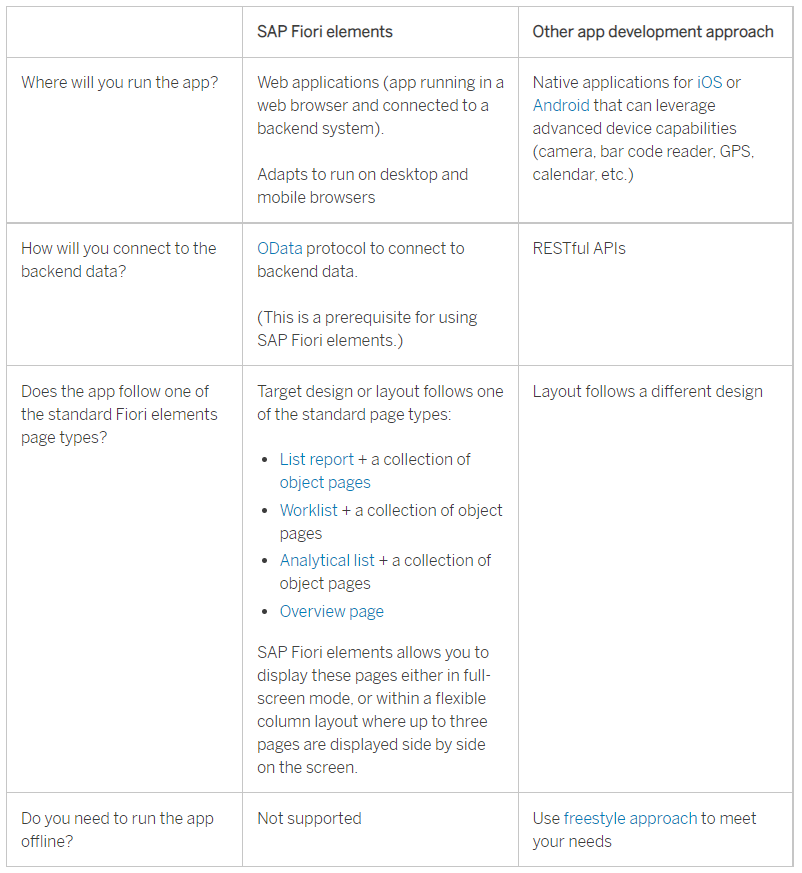 SAP Fiori elements
Other app development approach
Where will you run the app?
Web applications (app running in a
web browser and connected to a
backend system).
Adapts to run on desktop and
mobile browsers
Native applications for iOS or
Android that can leverage
advanced device capabilities
(camera, bar code reader, GPS,
calendar, etc.)
How will you connect to the
backend data?
OData protocol to connect to
backend data.
(This is a prerequisite for using
SAP Fiori elements.)
RESTful APIs
Does the app follow one of
the standard Fiori elements
page types?
Target design or layout follows one
of the standard page types:
• List report + a collection of
object pages
• Worklist + a collection of object
pages
• Analytical list + a collection of
object pages
• Overview page
SAP Fiori elements allows you to
display these pages either in full-
screen mode, or within a flexible
column layout where up to three
pages are displayed side by side
on the screen.
Layout follows a different design
Do you need to run the app
offline?
Not supported
Use freestyle approach to meet
your needs